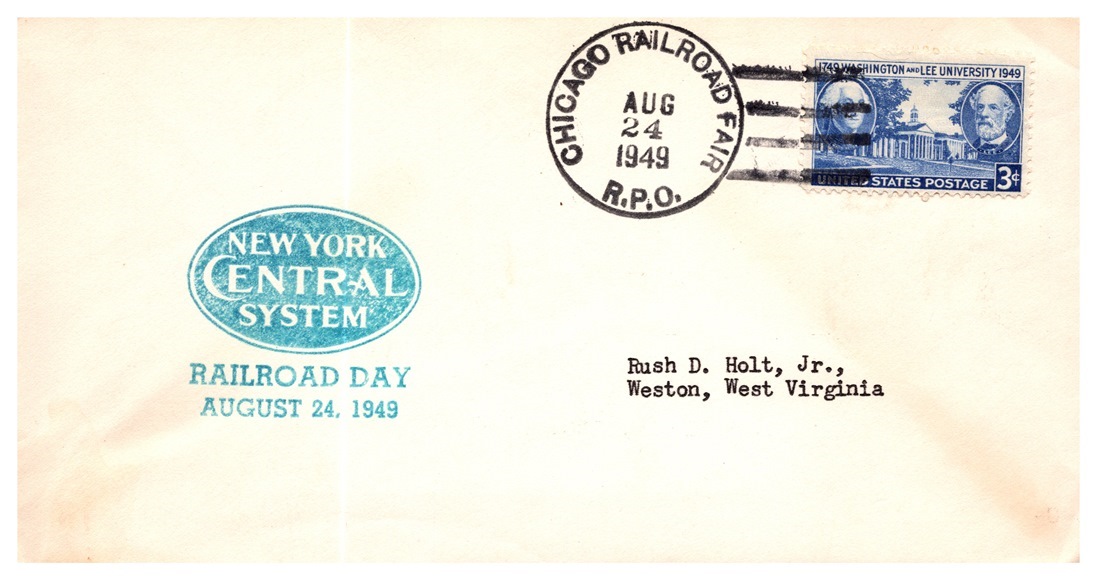 CHICAGO RAILROAD FAIR
AUG
24
1949
R.P.O.
1749 WASHINGTON AND LEE UNIVERSITY 1949
UNITED STATES POSTAGE 3¢
NEW YORK
CENTRAL
SYSTEM
RAILROAD DAY
AUGUST 24, 1949
Rush D. Holt, Jr.,
Weston, West Virginia